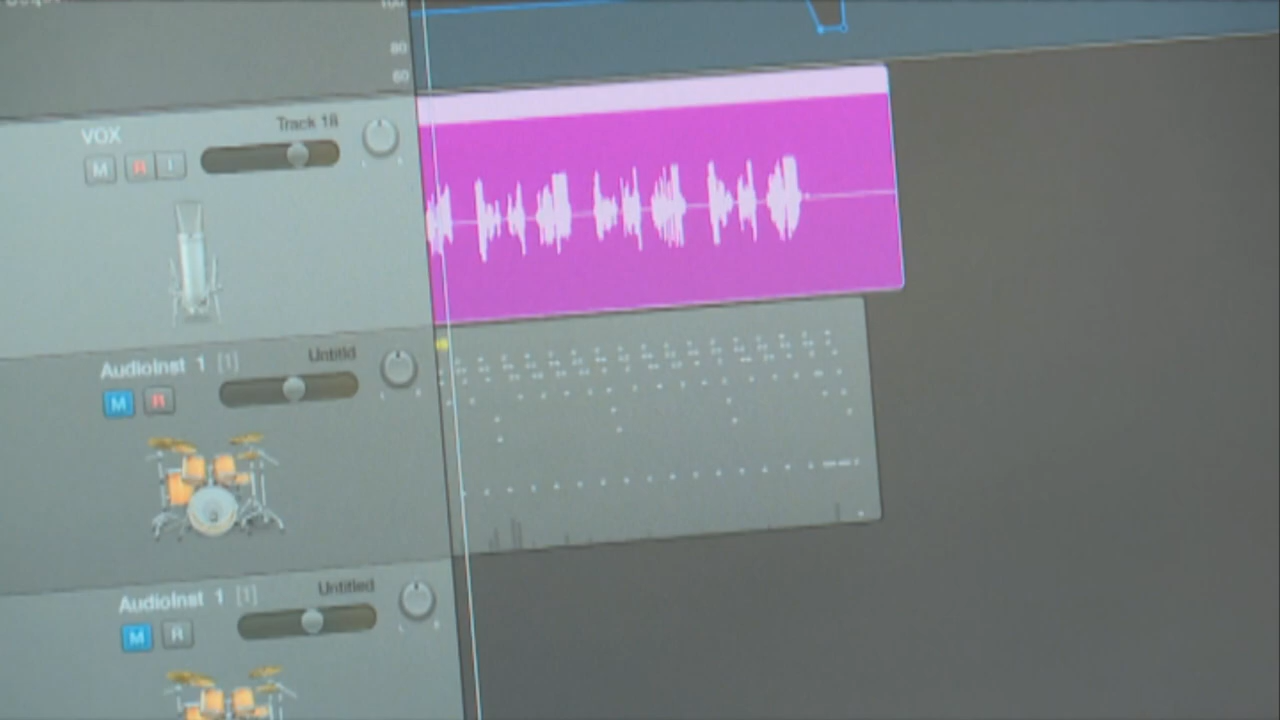 100
80
60
VOX
Track 18
M R I
AudioInst 1 [1]
Untitld
M R
AudioInst 1 [1]
Untitled
M R